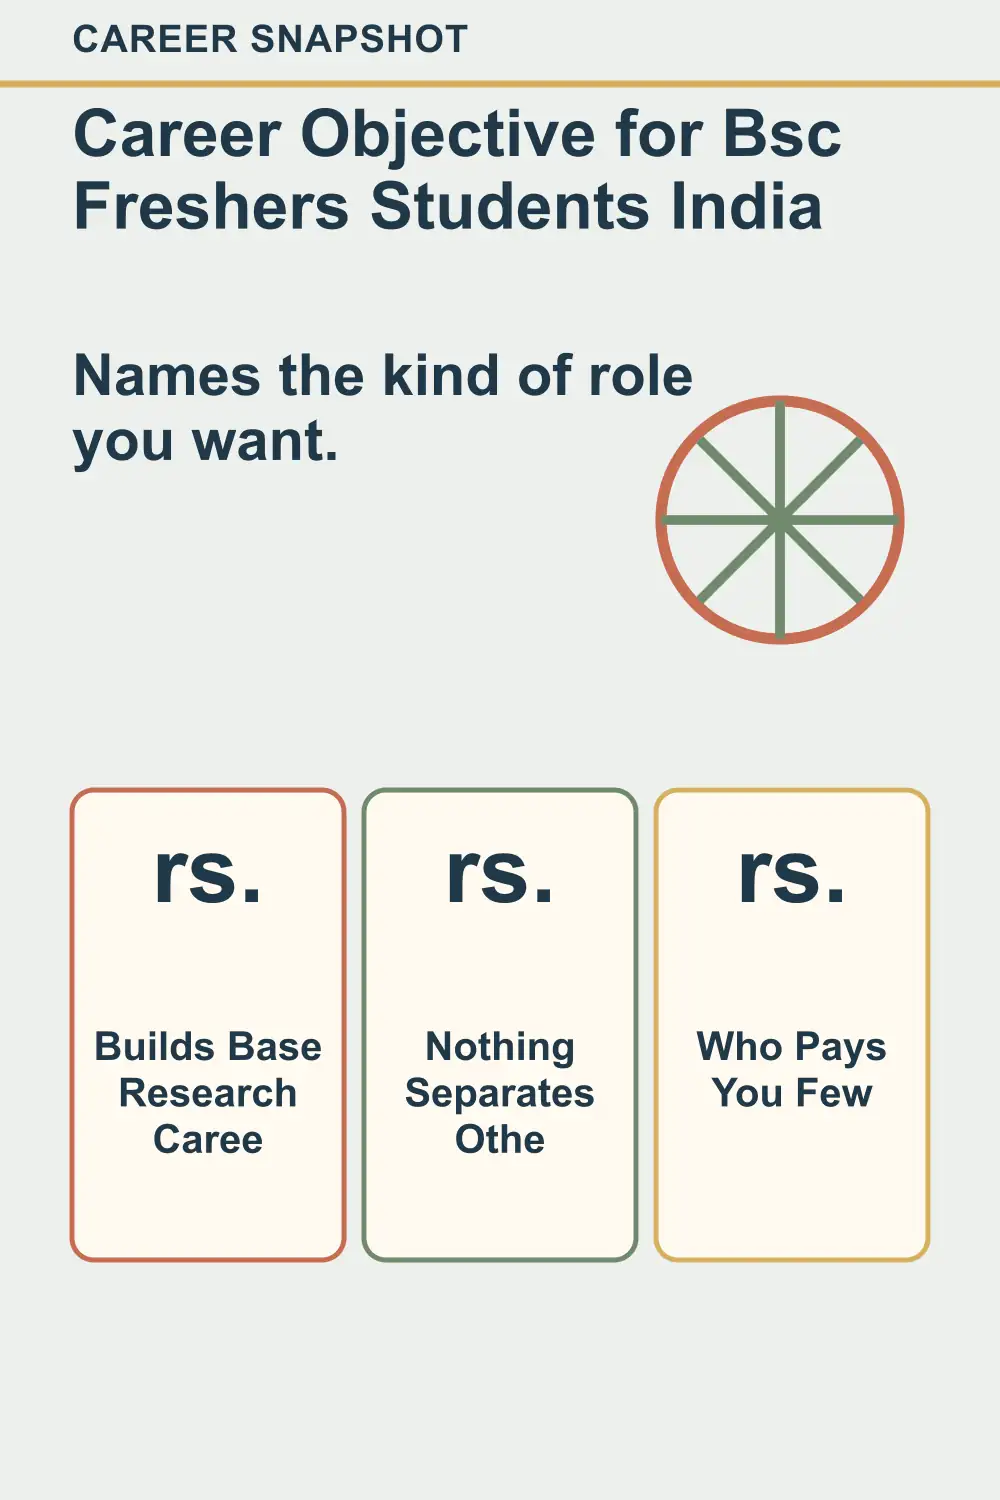 CAREER SNAPSHOT
Career Objective for Bsc
Freshers Students India
Names the kind of role
you want.
rs.
Builds Base
Research
Caree
rs.
Nothing
Separates
Othe
rs.
Who Pays
You Few